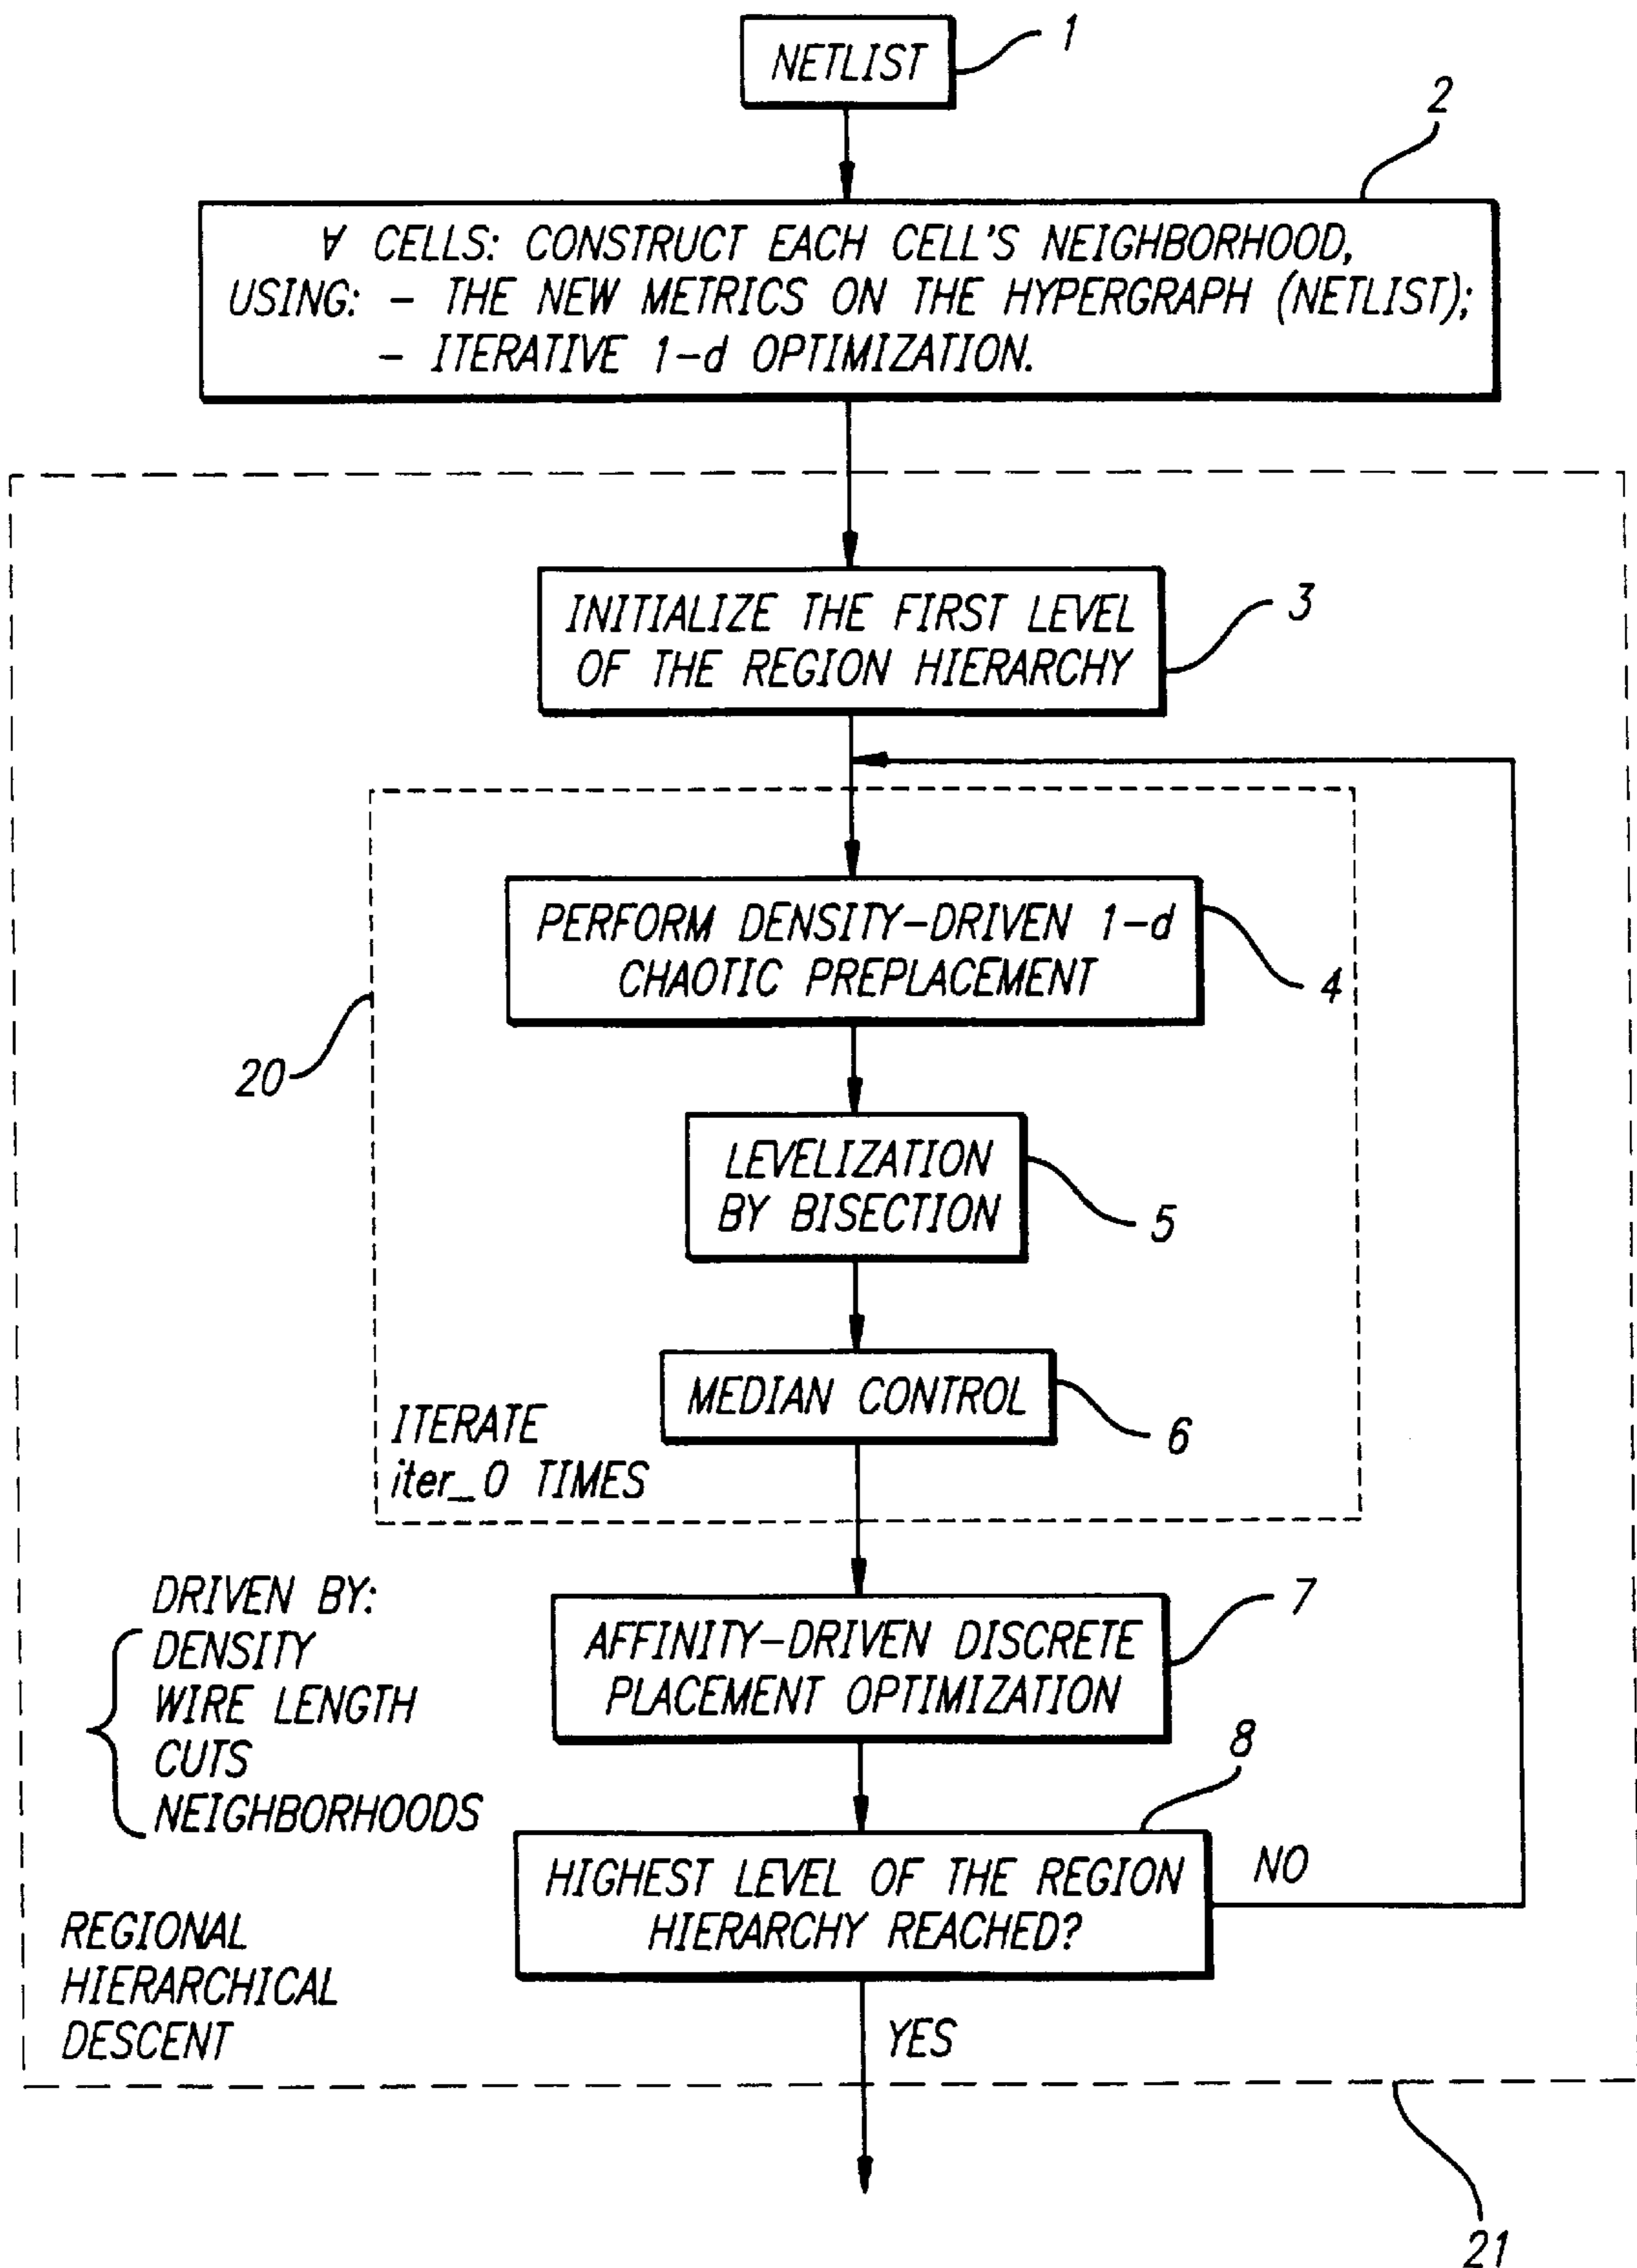 NETLIST
1
2
∀ CELLS: CONSTRUCT EACH CELL'S NEIGHBORHOOD,
USING: – THE NEW METRICS ON THE HYPERGRAPH (NETLIST);
– ITERATIVE 1-d OPTIMIZATION.
INITIALIZE THE FIRST LEVEL
OF THE REGION HIERARCHY
3
PERFORM DENSITY-DRIVEN 1-d
CHAOTIC PREPLACEMENT
4
20
LEVELIZATION
BY BISECTION
5
MEDIAN CONTROL
6
ITERATE
iter_0 TIMES
DRIVEN BY:
DENSITY
WIRE LENGTH
CUTS
NEIGHBORHOODS
AFFINITY-DRIVEN DISCRETE
PLACEMENT OPTIMIZATION
7
8
HIGHEST LEVEL OF THE REGION
HIERARCHY REACHED?
NO
REGIONAL
HIERARCHICAL
DESCENT
YES
21